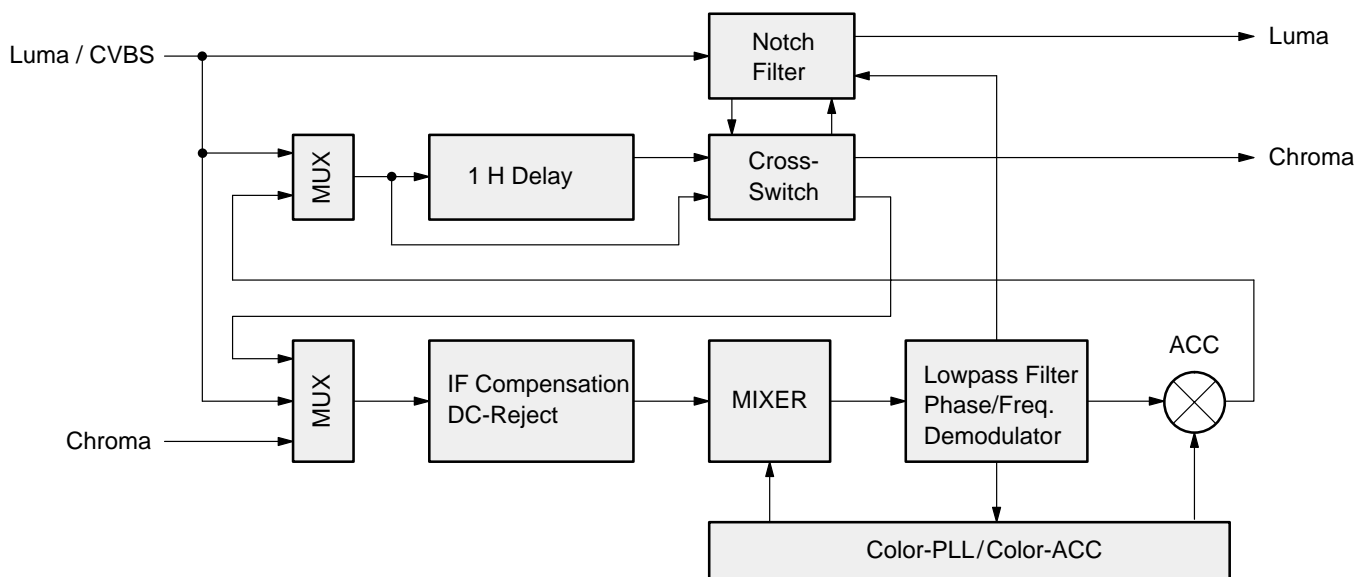 Luma / CVBS
Notch
Filter
Luma
MUX
1 H Delay
Cross-
Switch
Chroma
ACC
Chroma
MUX
IF Compensation
DC-Reject
MIXER
Lowpass Filter
Phase/Freq.
Demodulator
Color-PLL/Color-ACC